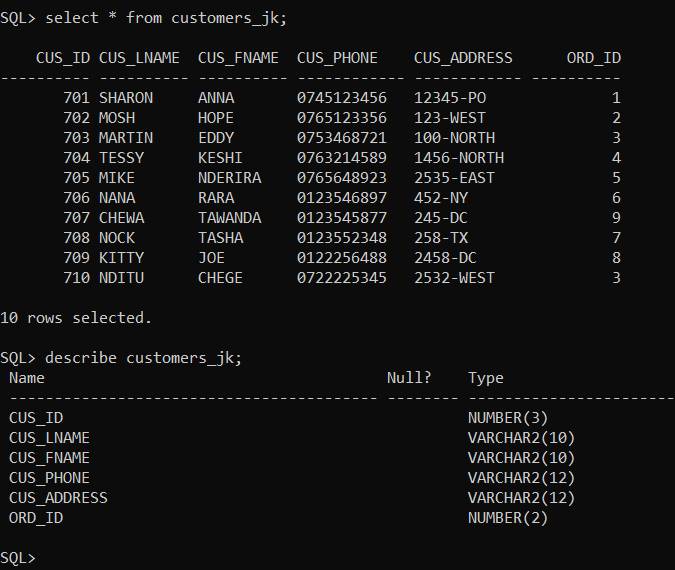 SQL> select * from customers_jk;
    CUS_ID CUS_LNAME  CUS_FNAME  CUS_PHONE    CUS_ADDRESS      ORD_ID
---------- ---------- ---------- ------------ ------------ ----------
       701 SHARON     ANNA       0745123456   12345-PO              1
       702 MOSH       HOPE       0765123356   123-WEST              2
       703 MARTIN     EDDY       0753468721   100-NORTH             3
       704 TESSY      KESHI      0763214589   1456-NORTH            4
       705 MIKE       NDERIRA    0765648923   2535-EAST             5
       706 NANA       RARA       0123546897   452-NY                6
       707 CHEWA      TAWANDA    0123545877   245-DC                9
       708 NOCK       TASHA      0123552348   258-TX                7
       709 KITTY      JOE        0122256488   2458-DC               8
       710 NDITU      CHEGE      0722225345   2532-WEST             3
10 rows selected.
SQL> describe customers_jk;
 Name                                      Null?    Type
 ----------------------------------------- -------- -----------------------
 CUS_ID                                             NUMBER(3)
 CUS_LNAME                                          VARCHAR2(10)
 CUS_FNAME                                          VARCHAR2(10)
 CUS_PHONE                                          VARCHAR2(12)
 CUS_ADDRESS                                        VARCHAR2(12)
 ORD_ID                                             NUMBER(2)
SQL>